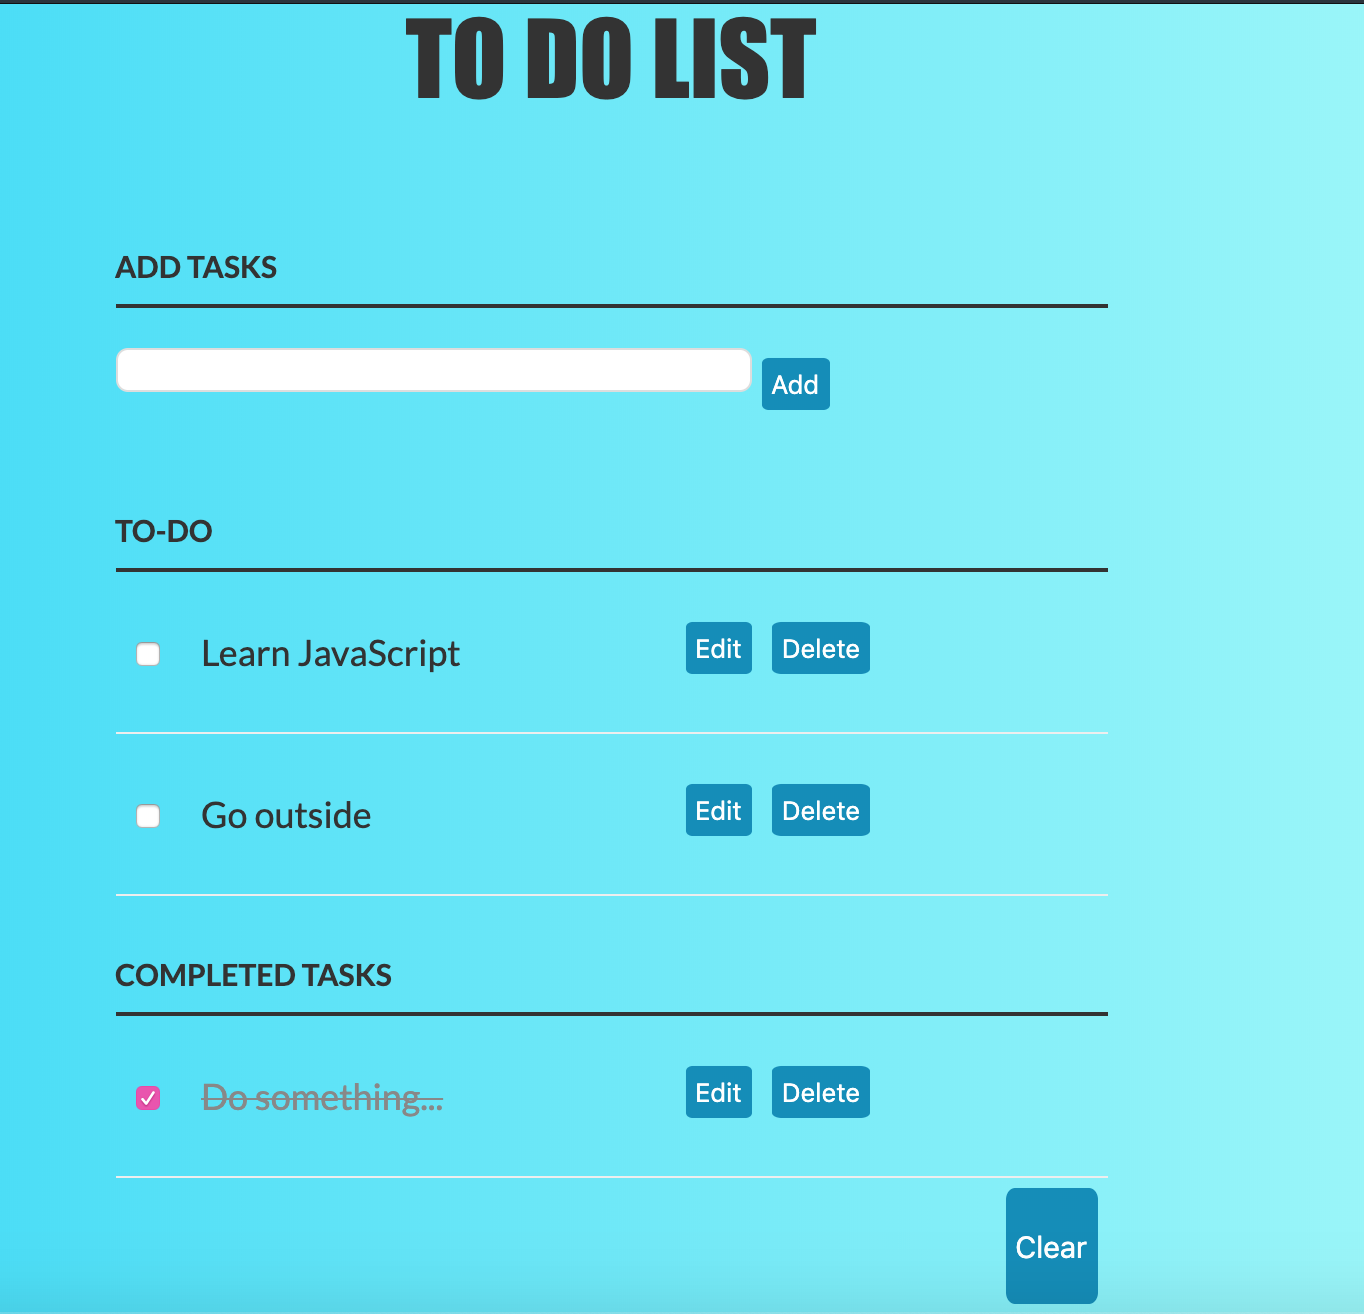 TO DO LIST
ADD TASKS
Add
TO-DO
Learn JavaScript Edit Delete
Go outside Edit Delete
COMPLETED TASKS
Do something... Edit Delete
Clear